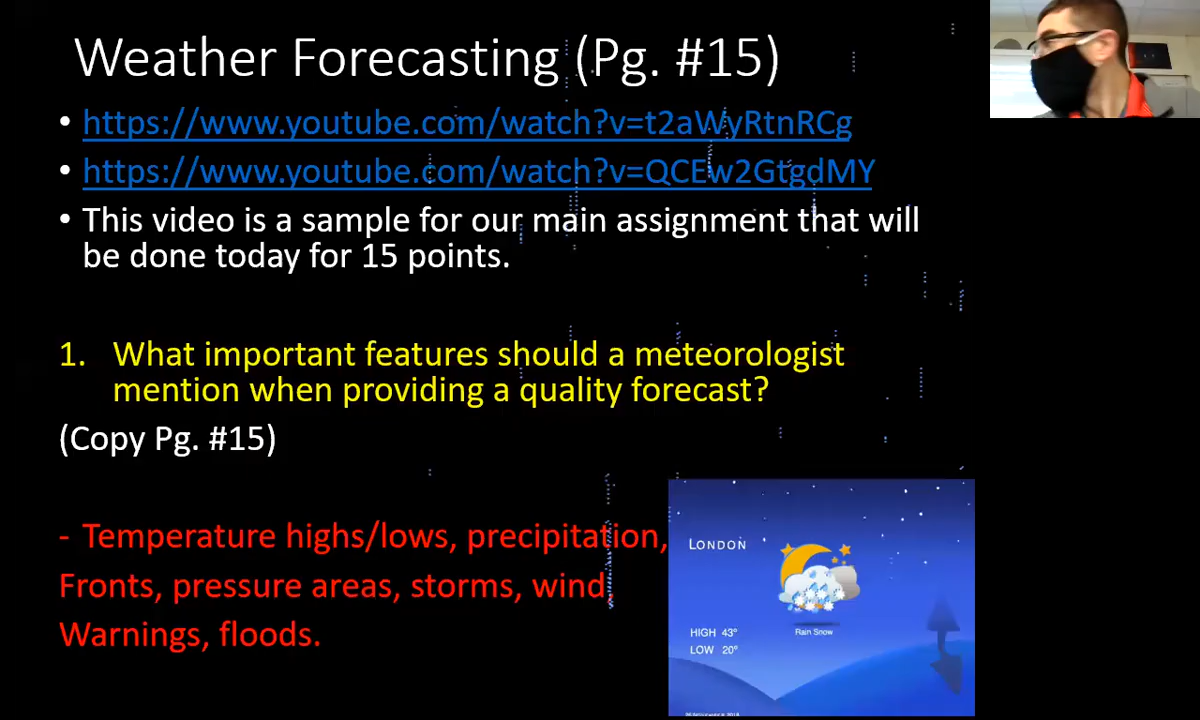 Weather Forecasting (Pg. #15)
• https://www.youtube.com/watch?v=t2aWyRtnRCg
• https://www.youtube.com/watch?v=QCEw2GtgdMY
• This video is a sample for our main assignment that will
be done today for 15 points.
1. What important features should a meteorologist
mention when providing a quality forecast?
(Copy Pg. #15)
- Temperature highs/lows, precipitation,
Fronts, pressure areas, storms, wind,
Warnings, floods.
LONDON
Rain Snow
HIGH 43°
LOW 20°